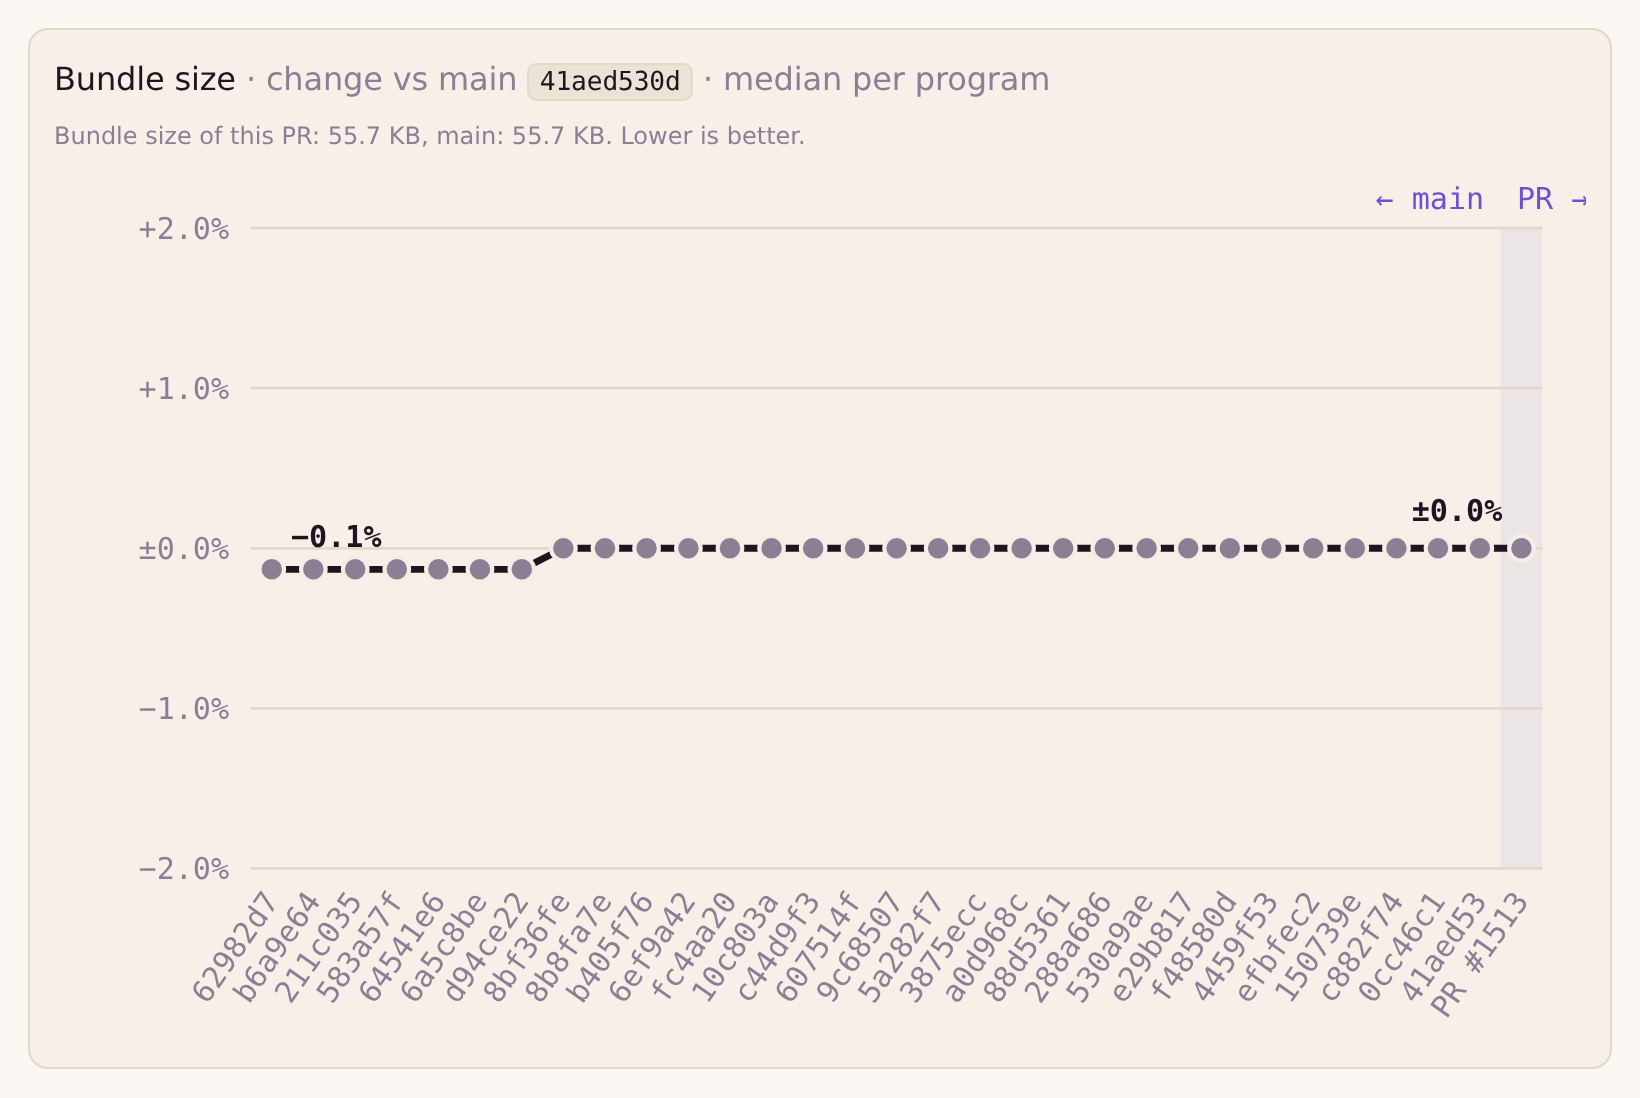 Bundle size · change vs main 41aed530d · median per program
Bundle size of this PR: 55.7 KB, main: 55.7 KB. Lower is better.
← main PR →
+2.0%
+1.0%
±0.0%
−1.0%
−2.0%
−0.1%
±0.0%
62982d7
b6a9e64
211c035
583a57f
64541e6
6a5c8be
d94ce22
8bf36fe
8b8fa7e
b405f76
6ef9a42
fc4aa20
10c803a
c44d9f3
607514f
9c68507
5a282f7
3875ecc
a0d968c
88d5361
288a686
530a9ae
e29b817
f48580d
4459f53
efbfec2
150739e
c882f74
0cc46c1
41aed53
PR #1513